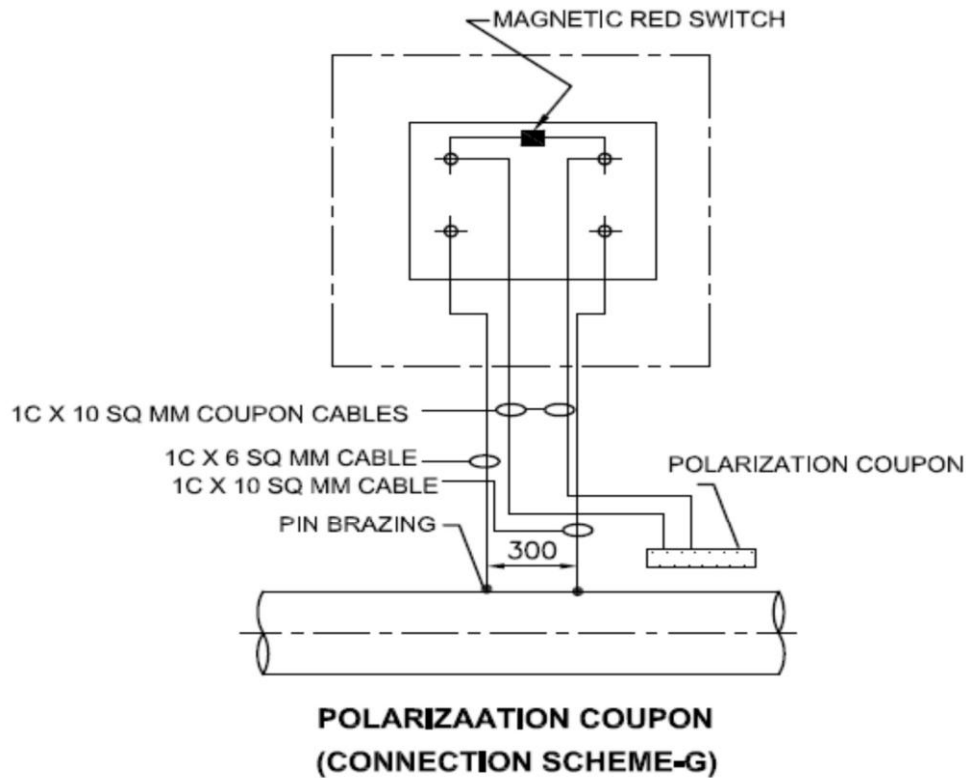 MAGNETIC RED SWITCH
1C X 10 SQ MM COUPON CABLES
1C X 6 SQ MM CABLE
1C X 10 SQ MM CABLE
POLARIZATION COUPON
PIN BRAZING
300
POLARIZAATION COUPON
(CONNECTION SCHEME-G)